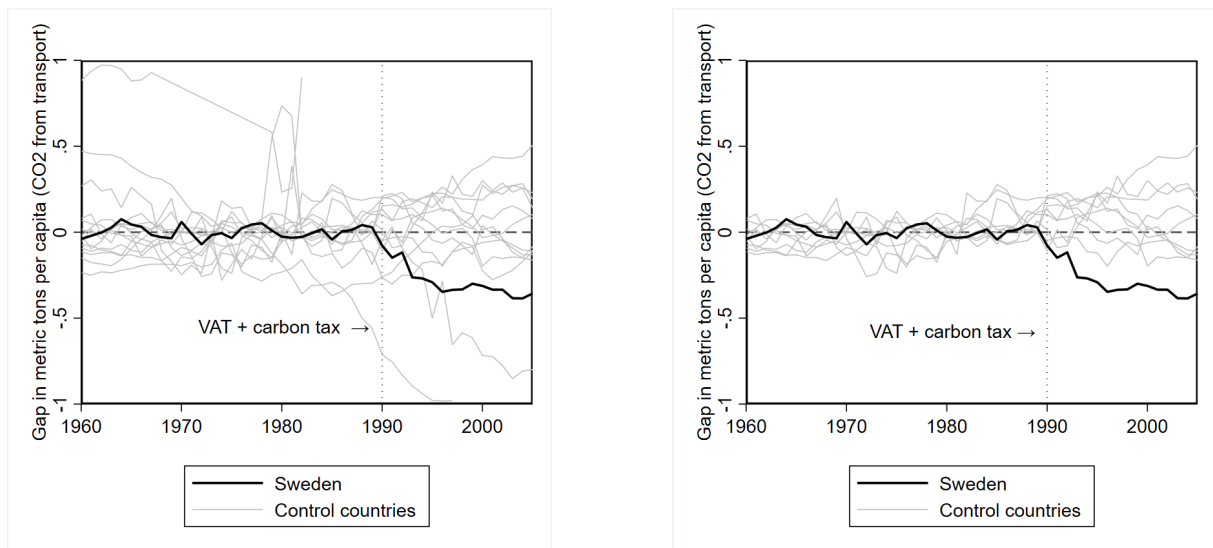 Gap in metric tons per capita (CO2 from transport)
1
.5
0
-.5
-1
VAT + carbon tax →
1960 1970 1980 1990 2000
Sweden
Control countries
Gap in metric tons per capita (CO2 from transport)
1
.5
0
-.5
-1
VAT + carbon tax →
1960 1970 1980 1990 2000
Sweden
Control countries